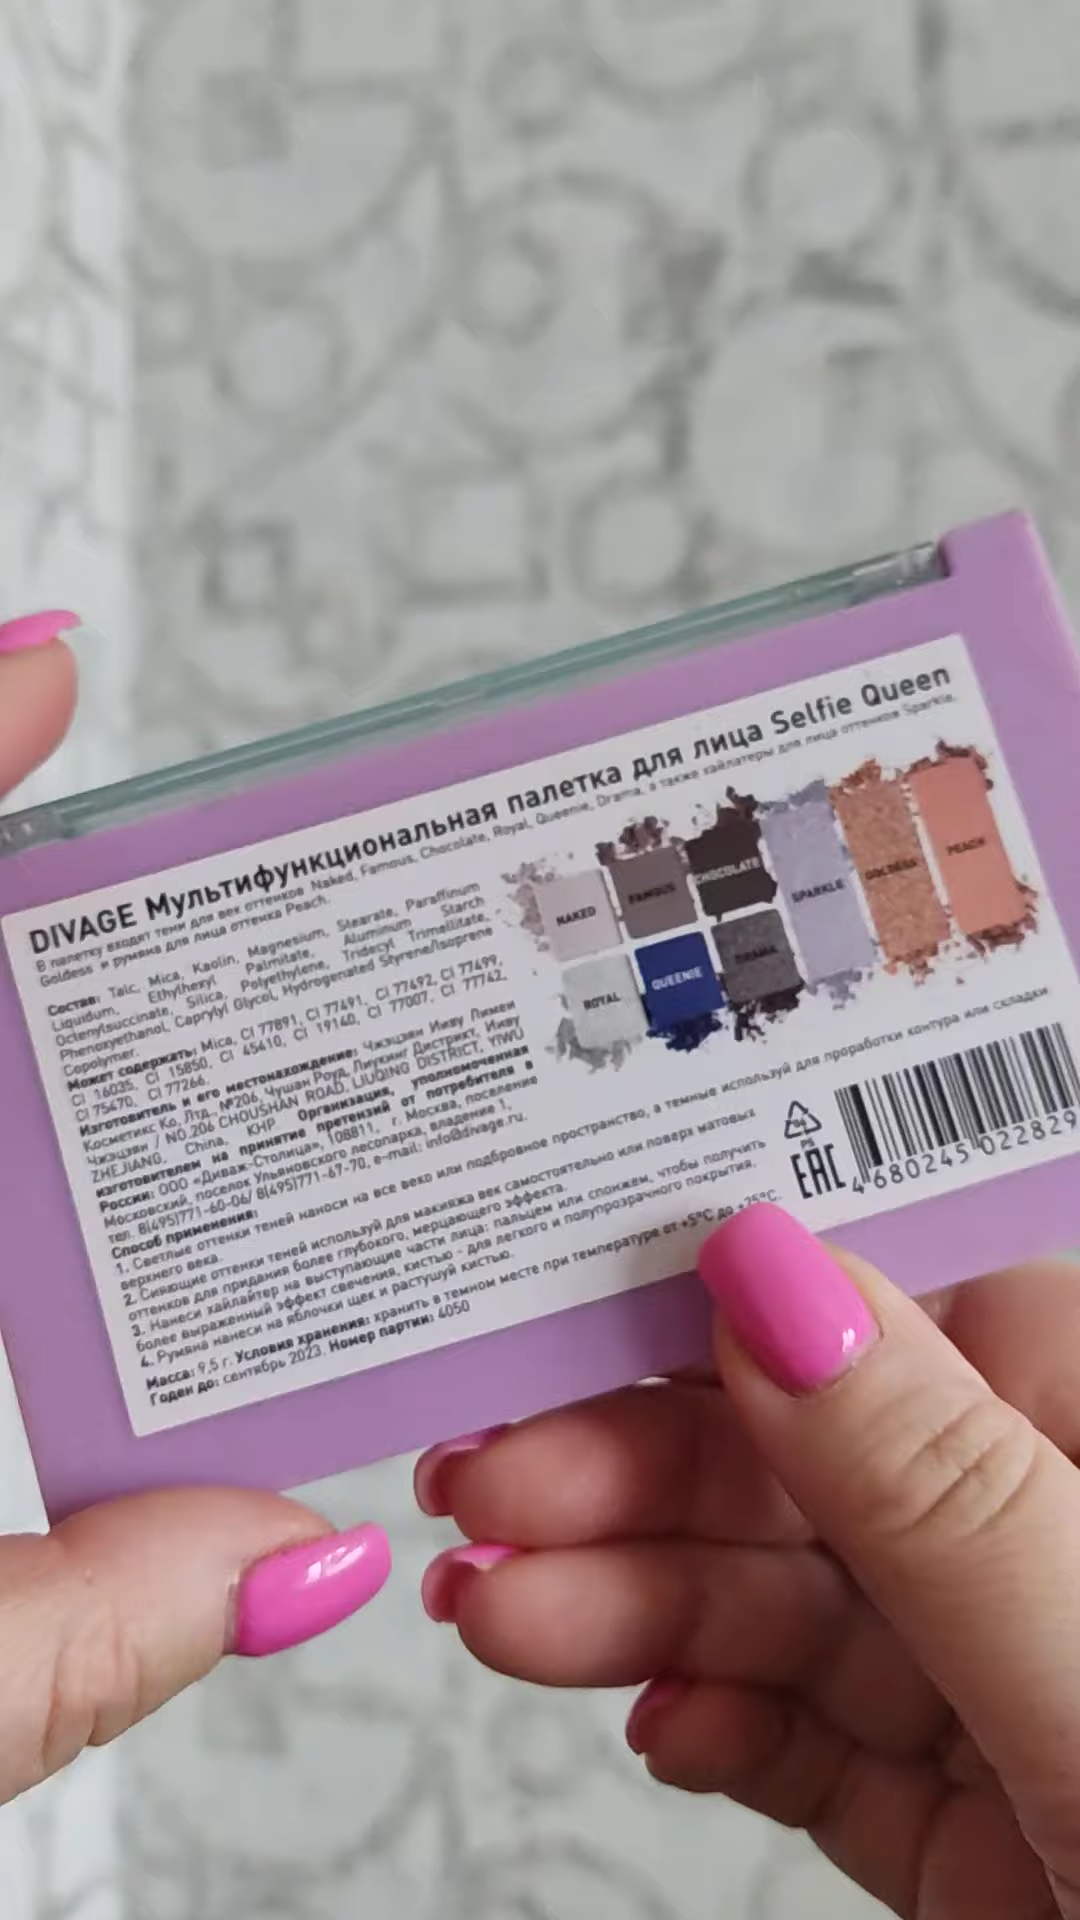 DIVAGE Мультифункциональная палетка для лица Selfie Queen
В палетку входят тени для век оттенков Naked, Famous, Chocolate, Royal, Queenie, Drama, а также хайлатеры для лица оттенков Sparkle,
Goldess и румяна для лица оттенка Peach.
Состав: Talc, Mica, Kaolin, Magnesium, Stearate, Paraffinum
Liquidum, Ethylhexyl Palmitate, Aluminum Starch
Octenylsuccinate, Silica, Polyethylene, Tridecyl Trimellitate,
Phenoxyethanol, Caprylyl Glycol, Hydrogenated Styrene/Isoprene
Copolymer.
Может содержать: Mica, CI 77891, CI 77491, CI 77492, CI 77499,
CI 16035, CI 15850, CI 45410, CI 19140, CI 77007, CI 77742,
CI 75470, CI 77266.
Изготовитель и его местонахождение: Чжэцзян Ииву Лимеи
Косметикс Ко, Лтд., №206, Чушан Роуд, Лиукинг Дистрикт, Ииву
Чжэцзян / NO.206 CHOUSHAN ROAD, LIUQING DISTRICT, YIWU
ZHEJIANG, China, КНР. Организация, уполномоченная
изготовителем на принятие претензий от потребителя в
России: ООО «Диваж-Столица», 108811, г. Москва, поселение
Московский, поселок Ульяновского лесопарка, владение 1,
тел. 8(495)771-60-06/ 8(495)771-67-70, e-mail: info@divage.ru.
Способ применения:
1. Светлые оттенки теней наноси на все веко или подбровное пространство, а темные используй для проработки контура или складки
верхнего века.
2. Сияющие оттенки теней используй для макияжа век самостоятельно или поверх матовых
оттенков для придания более глубокого, мерцающего эффекта.
3. Нанеси хайлайтер на выступающие части лица: пальцем или спонжем, чтобы получить
более выраженный эффект свечения, кистью - для легкого и полупрозрачного покрытия.
4. Румяна нанеси на яблочки щек и растушуй кистью.
Масса: 9,5 г. Условия хранения: хранить в темном месте при температуре от +5°C до +25°C.
Годен до: сентябрь 2023. Номер партии: 4050
NAKED
FAMOUS
CHOCOLATE
SPARKLE
GOLDESS
PEACH
ROYAL
QUEENIE
DRAMA
PS
EAC
4680245022829